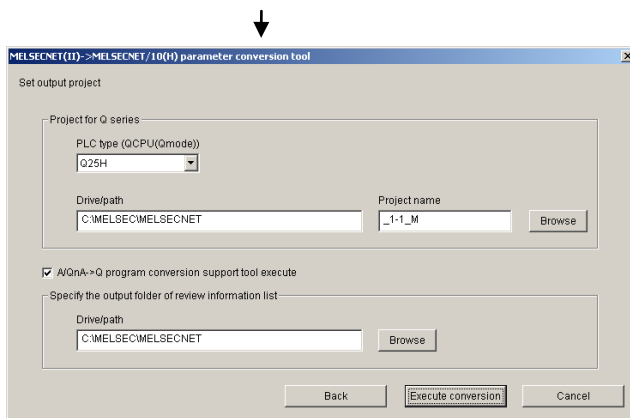 MELSECNET(II)->MELSECNET/10(H) parameter conversion tool
Set output project
Project for Q series
PLC type (QCPU(Qmode))
Q25H
Drive/path Project name
C:\MELSEC\MELSECNET _1-1_M Browse
A/QnA->Q program conversion support tool execute
Specify the output folder of review information list
Drive/path
C:\MELSEC\MELSECNET Browse
Back Execute conversion Cancel